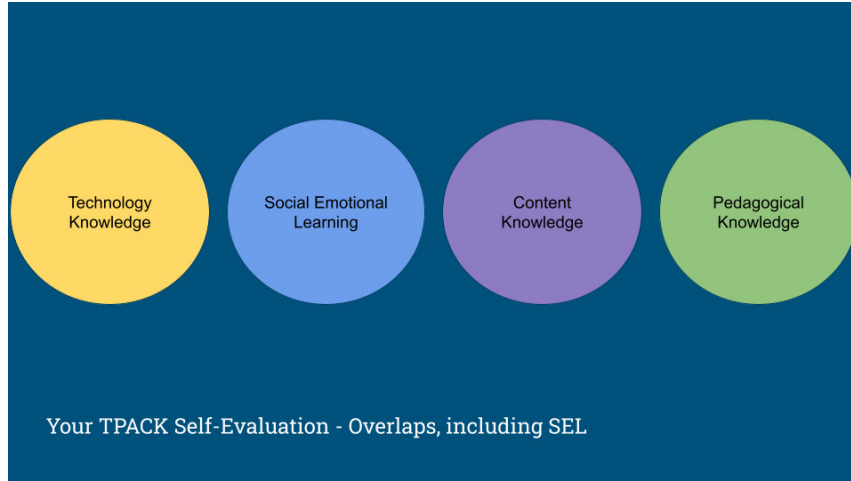 Technology
Knowledge
Social Emotional
Learning
Content
Knowledge
Pedagogical
Knowledge
Your TPACK Self-Evaluation - Overlaps, including SEL